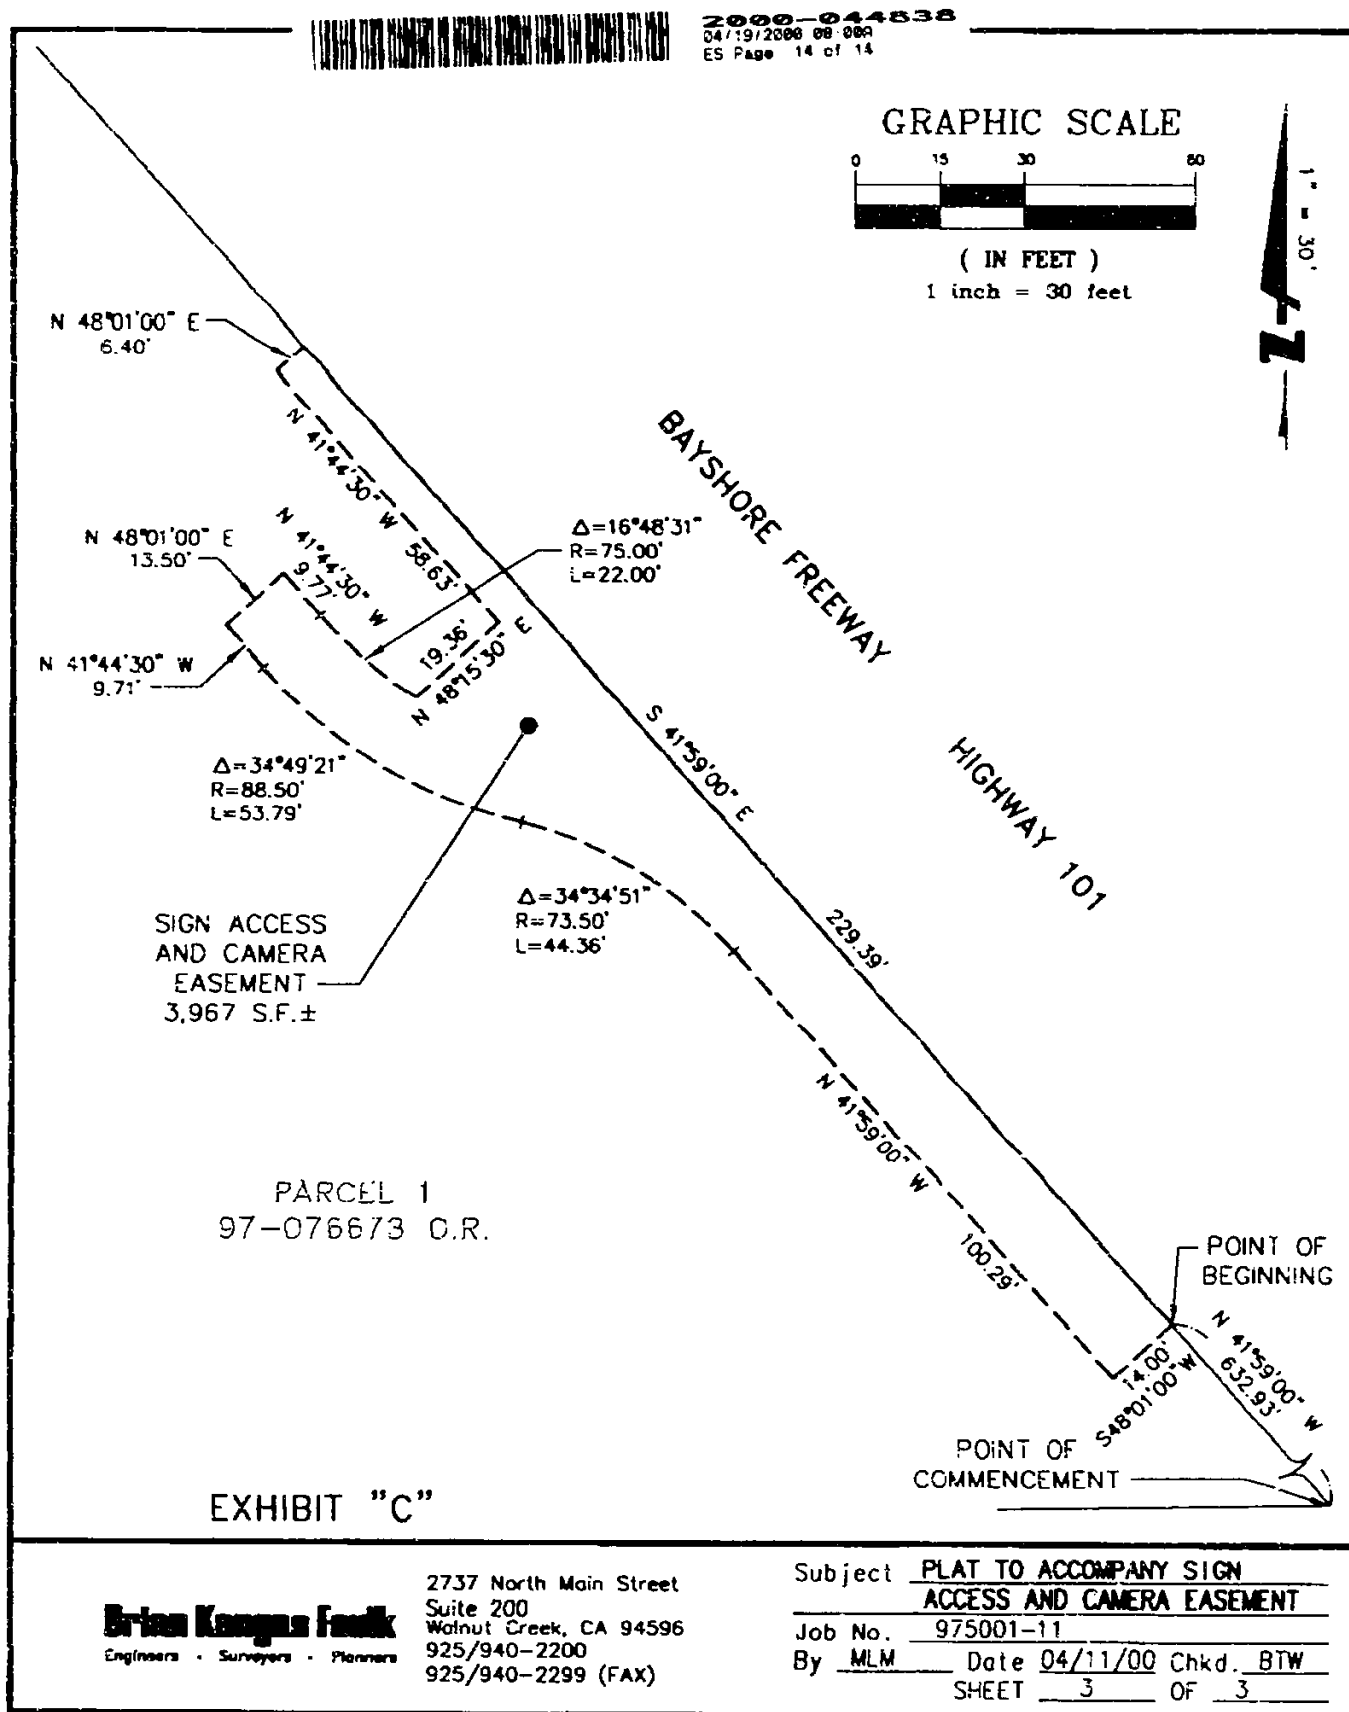 2000-044838
04/19/2000 08:00A
ES Page 14 of 14
GRAPHIC SCALE
0 15 30 60
( IN FEET )
1 inch = 30 feet
1" = 30'
N 48°01'00" E
6.40'
N 41°44'30" W 58.63'
BAYSHORE FREEWAY
HIGHWAY 101
N 48°01'00" E
13.50'
N 41°44'30" W
9.77'
Δ=16°48'31"
R=75.00'
L=22.00'
19.36'
N 48°15'30" E
N 41°44'30" W
9.71'
S 41°59'00" E
229.39'
Δ=34°49'21"
R=88.50'
L=53.79'
Δ=34°34'51"
R=73.50'
L=44.36'
SIGN ACCESS
AND CAMERA
EASEMENT
3,967 S.F.±
N 41°59'00" W
100.29'
PARCEL 1
97-076673 O.R.
POINT OF
BEGINNING
N 41°59'00" W
632.93'
14.00'
S48°01'00"W
POINT OF
COMMENCEMENT
EXHIBIT "C"
Brian Kangas Foulk
Engineers · Surveyors · Planners
2737 North Main Street
Suite 200
Walnut Creek, CA 94596
925/940-2200
925/940-2299 (FAX)
Subject PLAT TO ACCOMPANY SIGN
ACCESS AND CAMERA EASEMENT
Job No. 975001-11
By MLM Date 04/11/00 Chkd. BTW
SHEET 3 OF 3